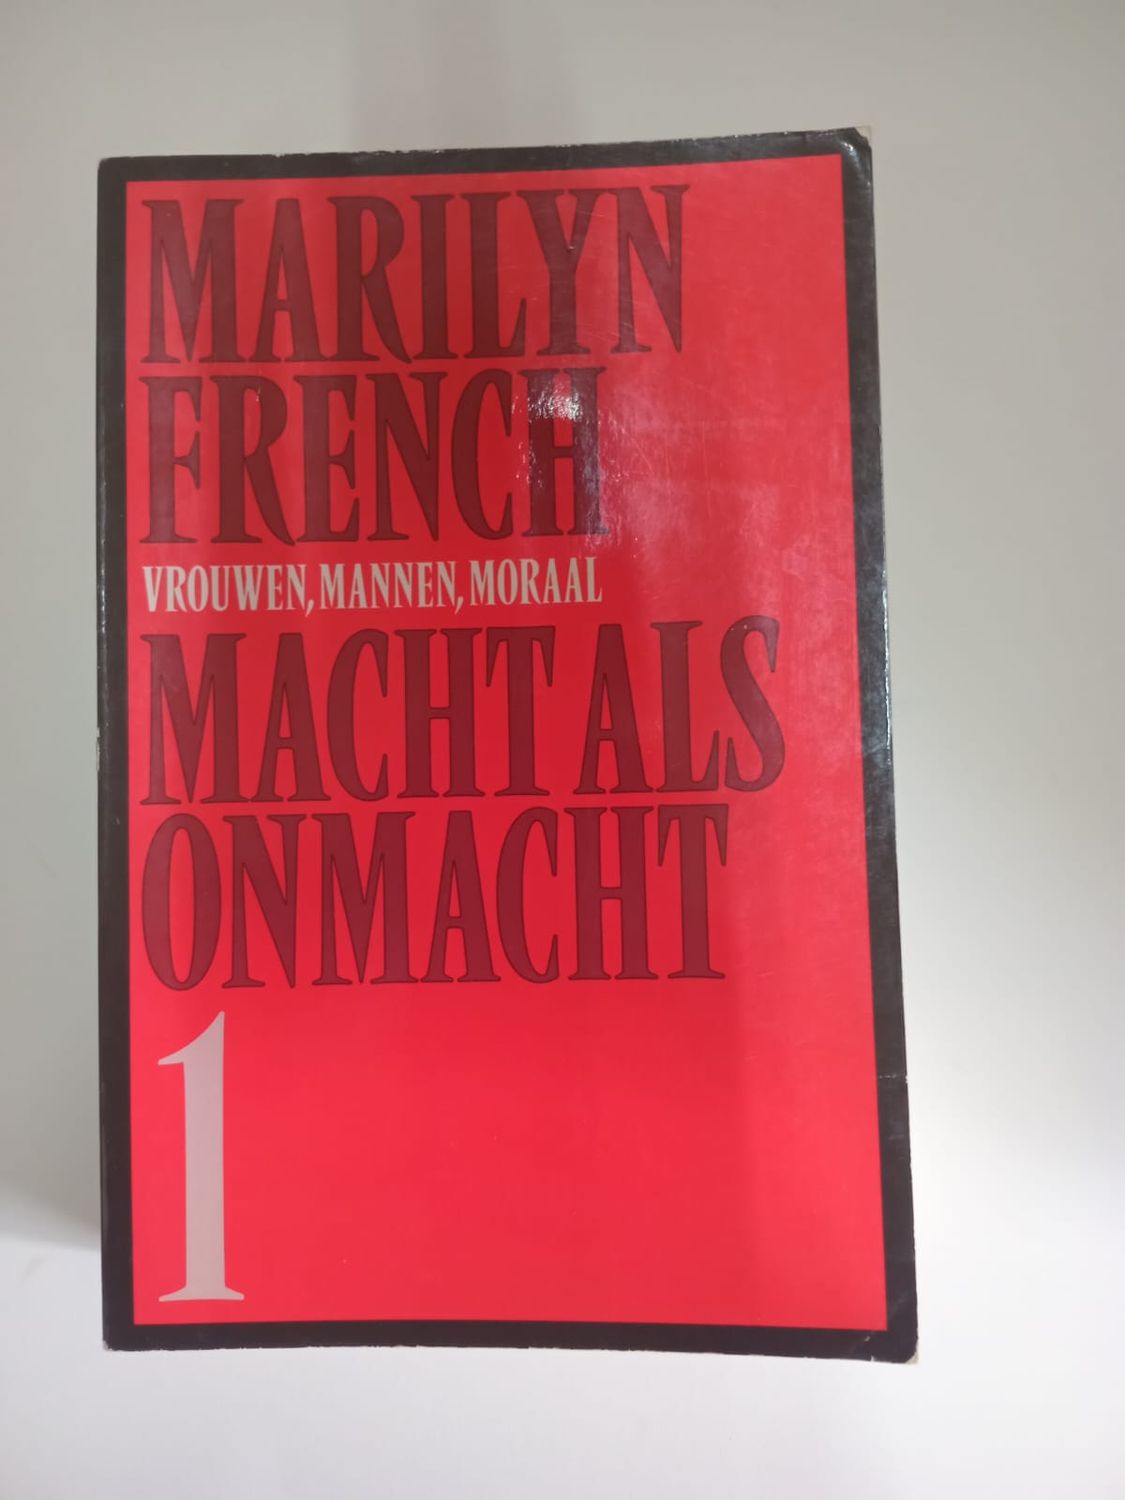 MARILYN
FRENCH
VROUWEN, MANNEN, MORAAL
MACHT ALS
ONMACHT
1